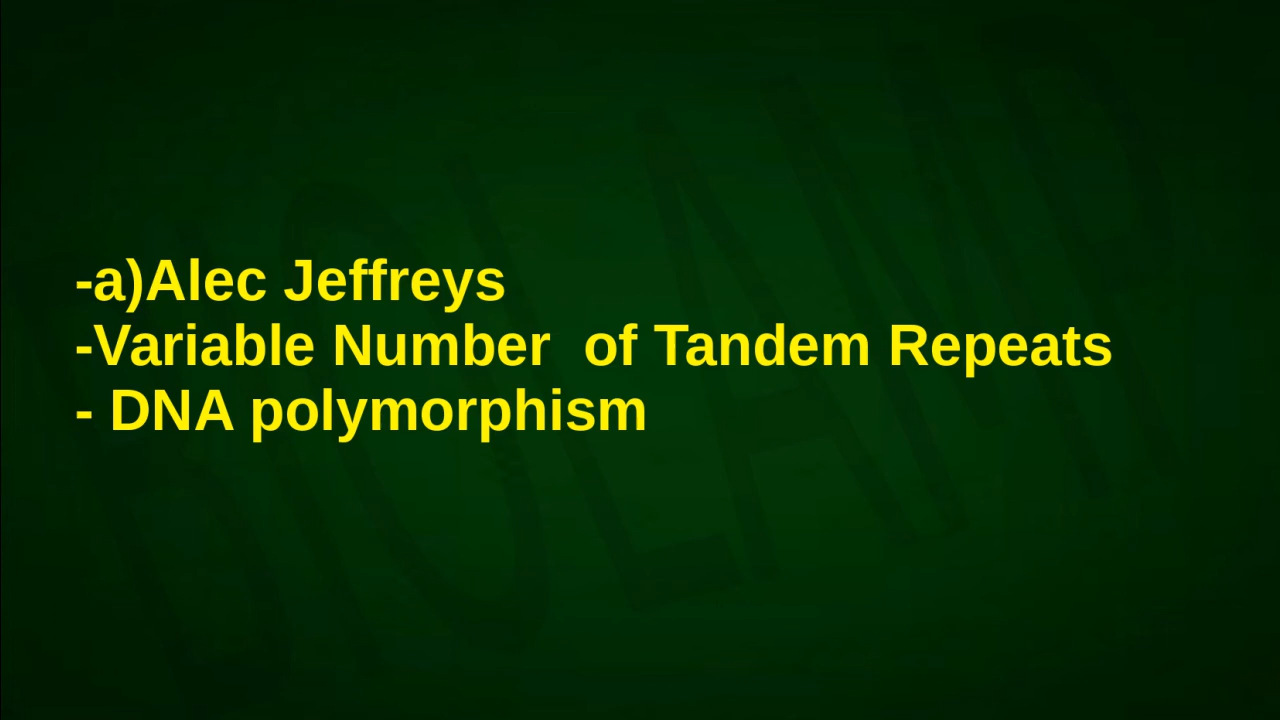 -a)Alec Jeffreys
-Variable Number  of Tandem Repeats
- DNA polymorphism